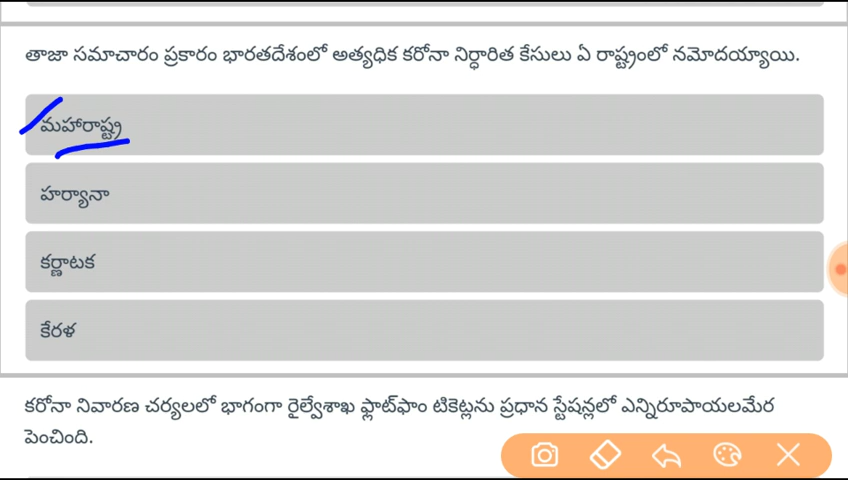 తాజా సమాచారం ప్రకారం భారతదేశంలో అత్యధిక కరోనా నిర్ధారిత కేసులు ఏ రాష్ట్రంలో నమోదయ్యాయి.
మహారాష్ట్ర
హర్యానా
కర్ణాటక
కేరళ
కరోనా నివారణ చర్యలలో భాగంగా రైల్వేశాఖ ఫ్లాట్‌ఫాం టికెట్లను ప్రధాన స్టేషన్లలో ఎన్నిరూపాయలమేర
పెంచింది.